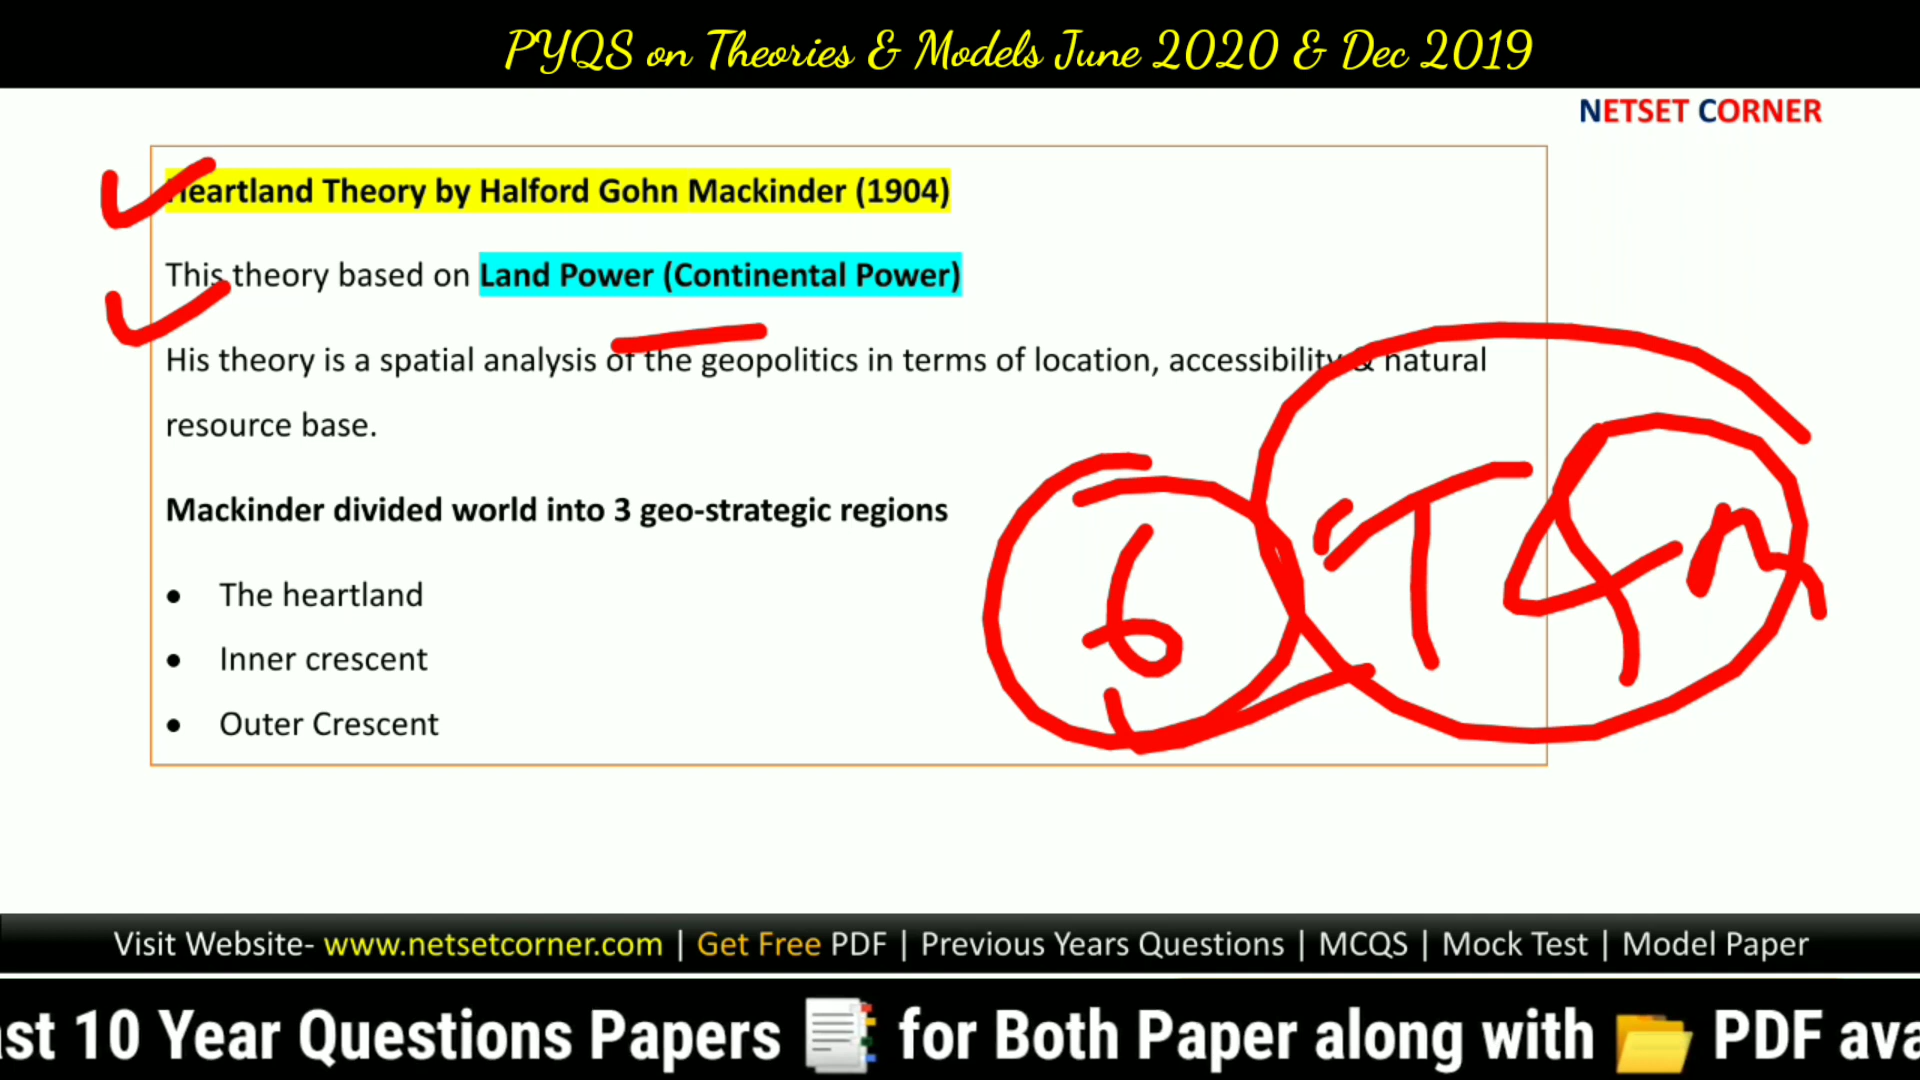 PYQS on Theories & Models June 2020 & Dec 2019
NETSET CORNER
Heartland Theory by Halford Gohn Mackinder (1904)
This theory based on Land Power (Continental Power)
His theory is a spatial analysis of the geopolitics in terms of location, accessibility & natural
resource base.
Mackinder divided world into 3 geo-strategic regions
• The heartland
• Inner crescent
• Outer Crescent
6
Visit Website- www.netsetcorner.com | Get Free PDF | Previous Years Questions | MCQS | Mock Test | Model Paper
10 Year Questions Papers 📑 for Both Paper along with 📂 PDF